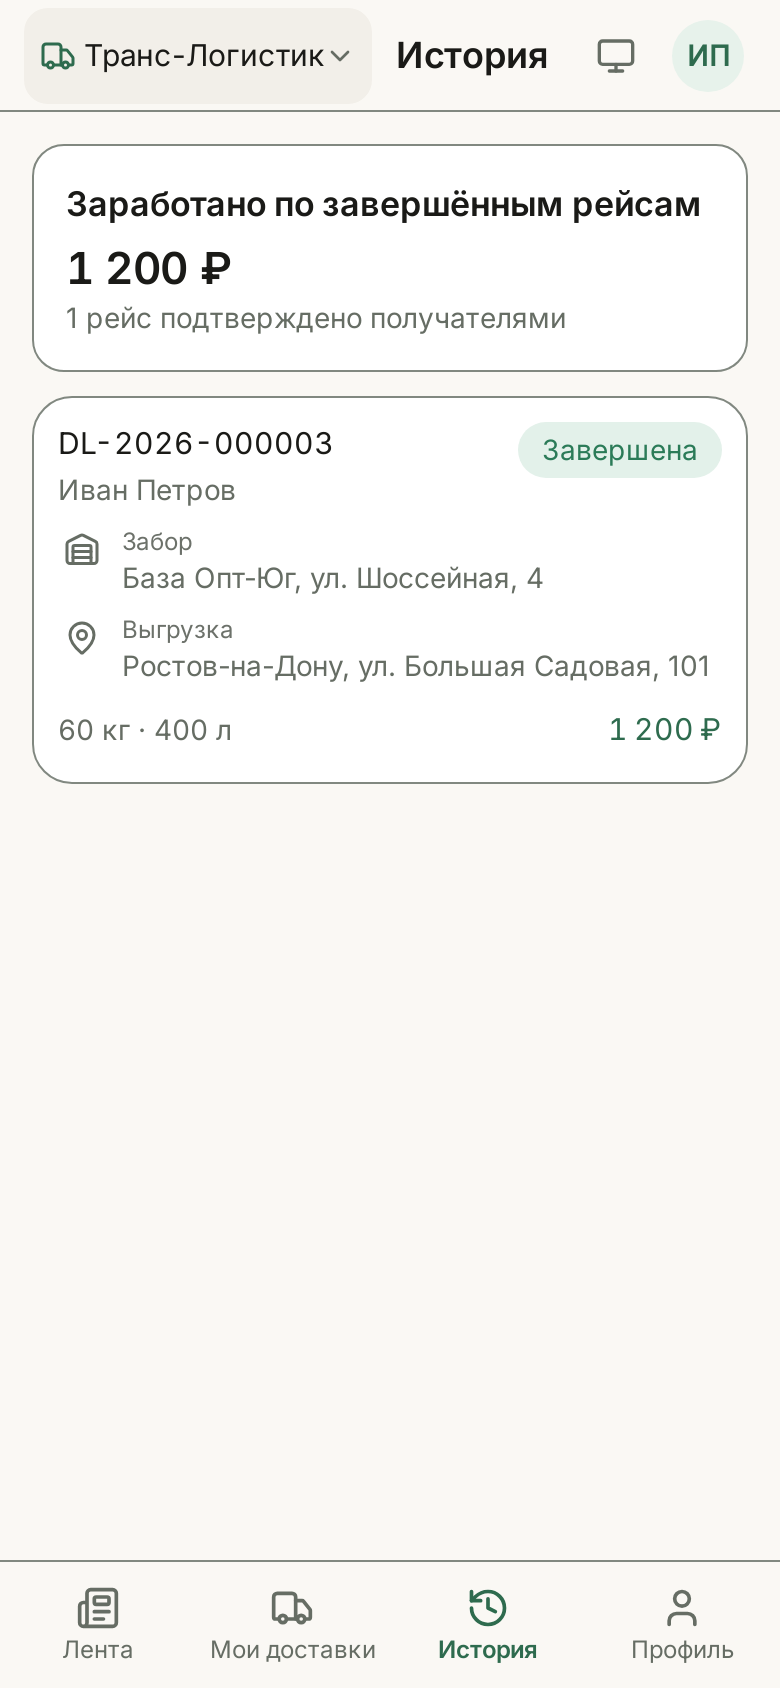 Транс-Логистик
История
ИП
Заработано по завершённым рейсам
1 200 ₽
1 рейс подтверждено получателями
DL-2026-000003
Завершена
Иван Петров
Забор
База Опт-Юг, ул. Шоссейная, 4
Выгрузка
Ростов-на-Дону, ул. Большая Садовая, 101
60 кг · 400 л
1 200 ₽
Лента
Мои доставки
История
Профиль